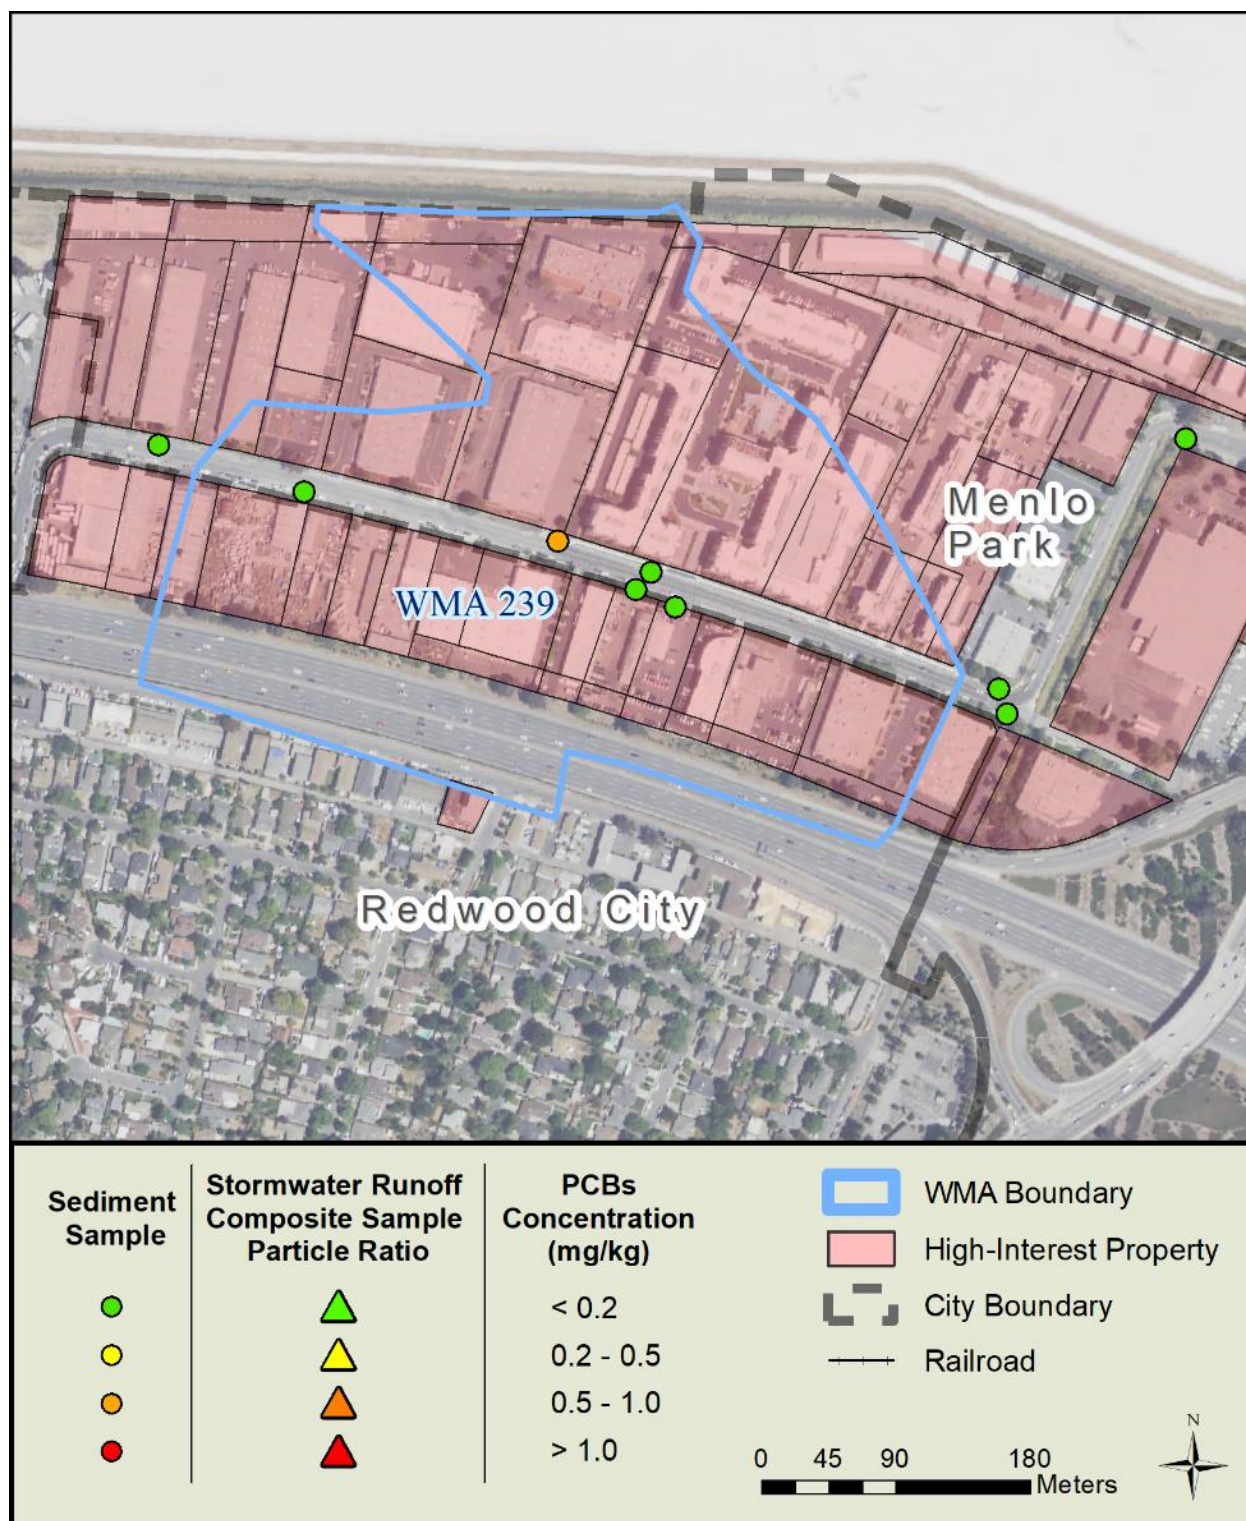 Menlo
Park
WMA 239
Redwood City
Sediment
Sample
Stormwater Runoff
Composite Sample
Particle Ratio
PCBs
Concentration
(mg/kg)
< 0.2
0.2 - 0.5
0.5 - 1.0
> 1.0
WMA Boundary
High-Interest Property
City Boundary
Railroad
N
0 45 90 180
Meters